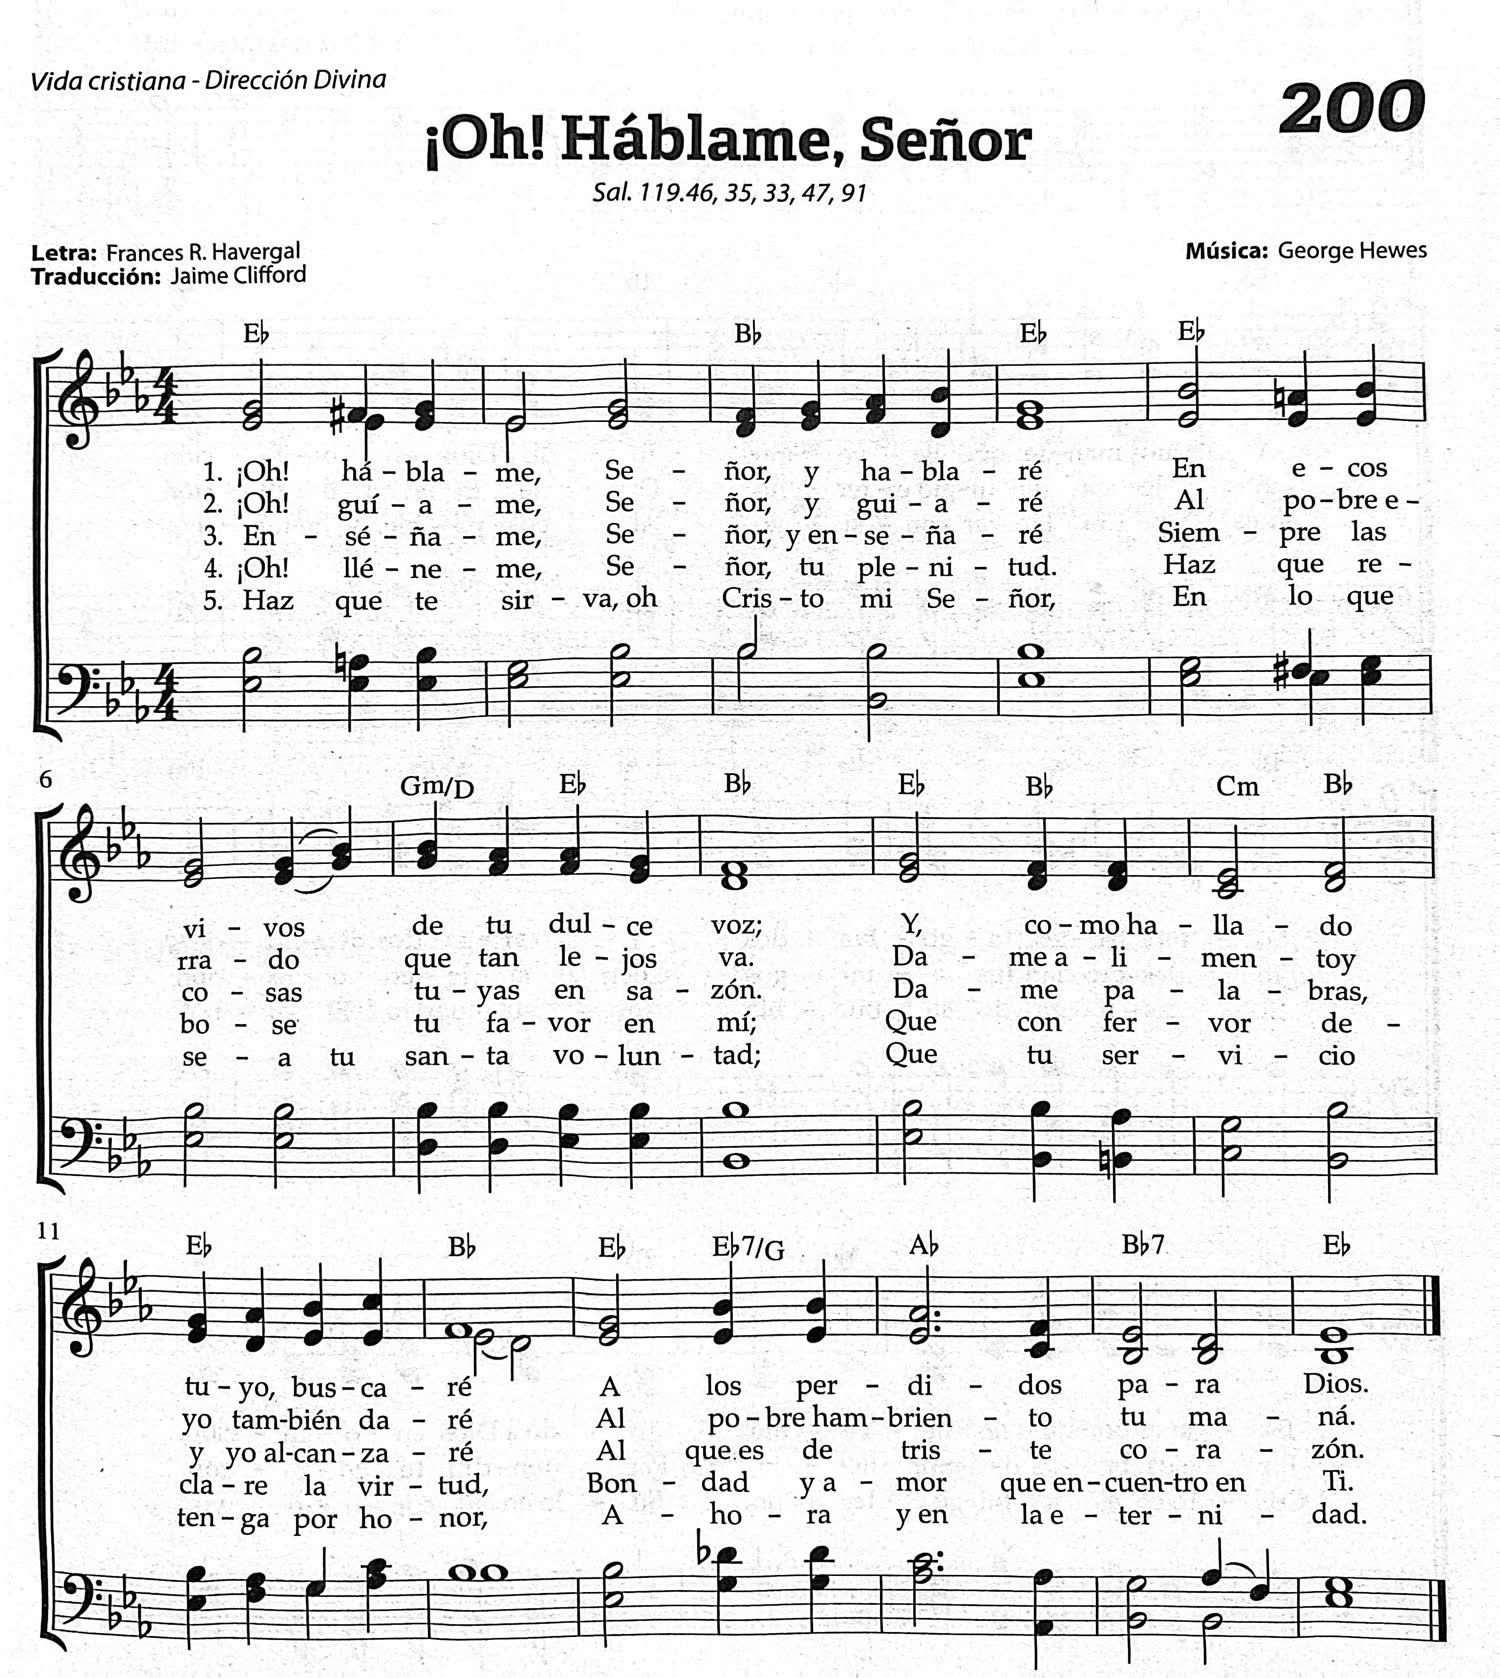 Vida cristiana - Dirección Divina
200
¡Oh! Háblame, Señor
Sal. 119.46, 35, 33, 47, 91
Letra: Frances R. Havergal
Música: George Hewes
Traducción: Jaime Clifford
E♭ B♭ E♭ E♭
4 4
1. ¡Oh! há – bla – me, Se – ñor, y ha – bla – ré En e – cos
2. ¡Oh! guí – a – me, Se – ñor, y gui – a – ré Al po – bre e –
3. En – sé – ña – me, Se – ñor, y en – se – ña – ré Siem – pre las
4. ¡Oh! llé – ne – me, Se – ñor, tu ple – ni – tud. Haz que re –
5. Haz que te sir – va, oh Cris – to mi Se – ñor, En lo que
4 4
6
Gm/D E♭ B♭ E♭ B♭ Cm B♭
vi – vos de tu dul – ce voz; Y, co – mo ha – lla – do
rra – do que tan le – jos va. Da – me a – li – men – toy
co – sas tu – yas en sa – zón. Da – me pa – la – bras,
bo – se tu fa – vor en mí; Que con fer – vor de –
se – a tu san – ta vo – lun – tad; Que tu ser – vi – cio
11
E♭ B♭ E♭ E♭7/G A♭ B♭7 E♭
tu – yo, bus – ca – ré A los per – di – dos pa – ra Dios.
yo tam – bién da – ré Al po – bre ham – brien – to tu ma – ná.
y yo al – can – za – ré Al que es de tris – te co – ra – zón.
cla – re la vir – tud, Bon – dad y a – mor que en – cuen – tro en Ti.
ten – ga por ho – nor, A – ho – ra y en la e – ter – ni – dad.